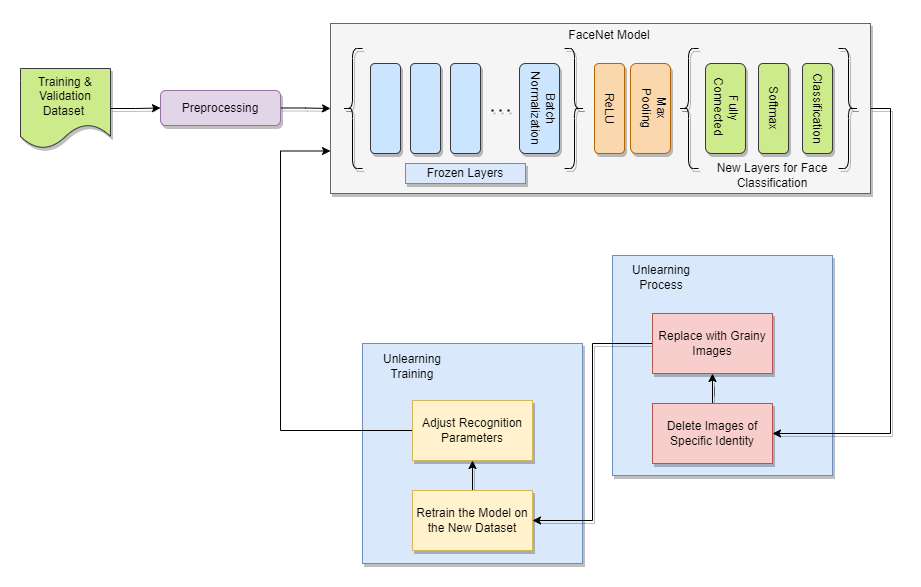 FaceNet Model
Training &
Validation
Dataset
Preprocessing
...
Batch
Normalization
ReLU
Max
Pooling
Fully
Connected
Softmax
Classification
Frozen Layers
New Layers for Face
Classification
Unlearning
Process
Replace with Grainy
Images
Delete Images of
Specific Identity
Unlearning
Training
Adjust Recognition
Parameters
Retrain the Model on
the New Dataset